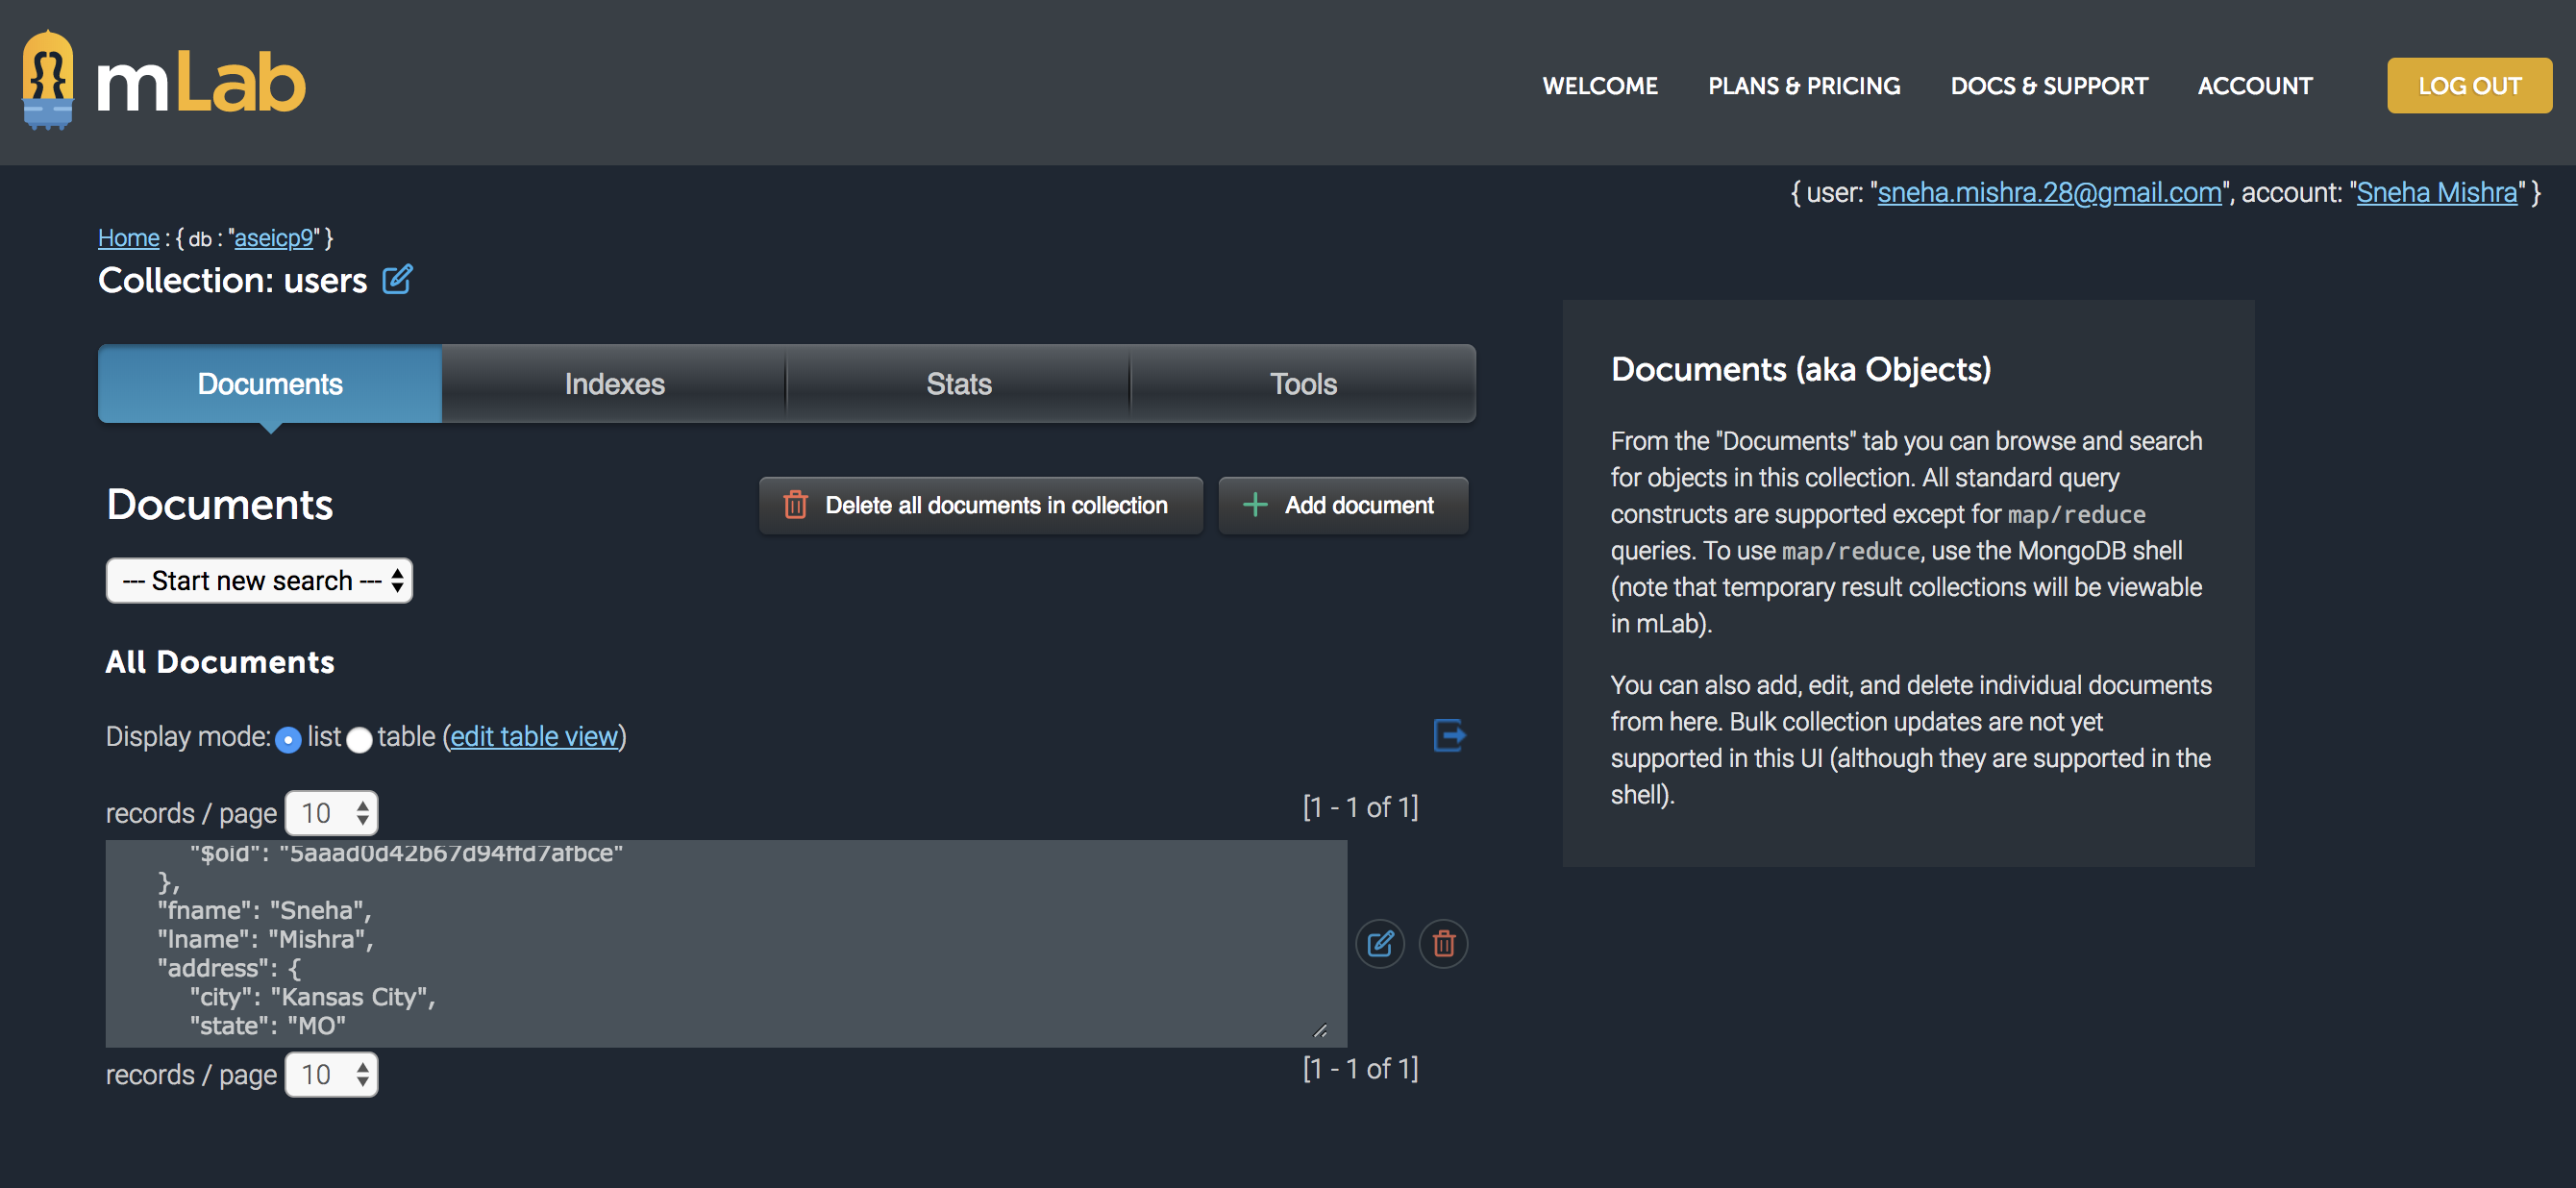 mLab
WELCOME
PLANS & PRICING
DOCS & SUPPORT
ACCOUNT
LOG OUT
{ user: "sneha.mishra.28@gmail.com", account: "Sneha Mishra" }
Home : { db : "aseicp9" }
Collection: users
Documents
Indexes
Stats
Tools
Documents
Delete all documents in collection
Add document
--- Start new search ---
All Documents
Display mode: list table (edit table view)
records / page 10
[1 - 1 of 1]
"$oid": "5aaad0d42b67d94ffd7afbce"
},
"fname": "Sneha",
"lname": "Mishra",
"address": {
"city": "Kansas City",
"state": "MO"
records / page 10
[1 - 1 of 1]
Documents (aka Objects)
From the "Documents" tab you can browse and search
for objects in this collection. All standard query
constructs are supported except for map/reduce
queries. To use map/reduce, use the MongoDB shell
(note that temporary result collections will be viewable
in mLab).
You can also add, edit, and delete individual documents
from here. Bulk collection updates are not yet
supported in this UI (although they are supported in the
shell).